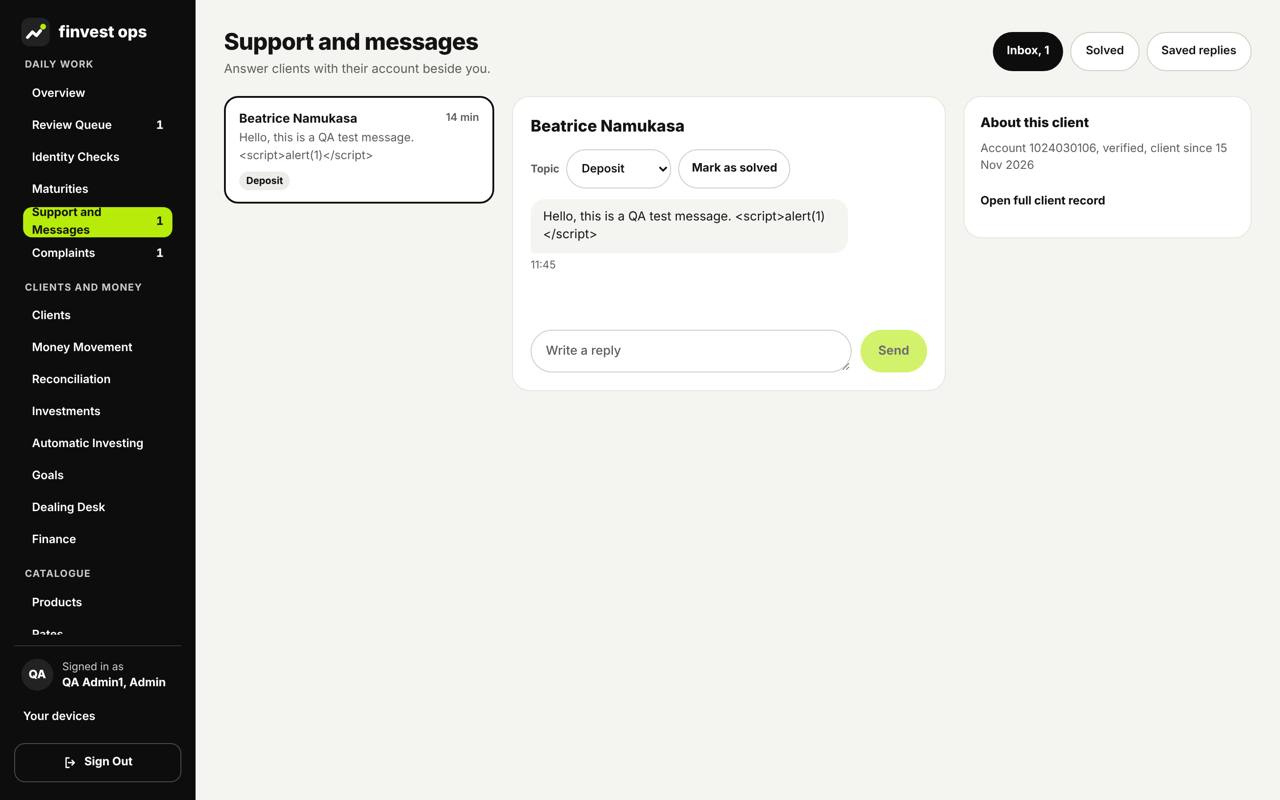 finvest ops
DAILY WORK
Overview
Review Queue 1
Identity Checks
Maturities
Support and
Messages 1
Complaints 1
CLIENTS AND MONEY
Clients
Money Movement
Reconciliation
Investments
Automatic Investing
Goals
Dealing Desk
Finance
CATALOGUE
Products
Rates
QA
Signed in as
QA Admin1, Admin
Your devices
Sign Out
Support and messages
Answer clients with their account beside you.
Inbox, 1
Solved
Saved replies
Beatrice Namukasa 14 min
Hello, this is a QA test message.
<script>alert(1)</script>
Deposit
Beatrice Namukasa
Topic Deposit Mark as solved
Hello, this is a QA test message. <script>alert(1)
</script>
11:45
Write a reply
Send
About this client
Account 1024030106, verified, client since 15
Nov 2026
Open full client record